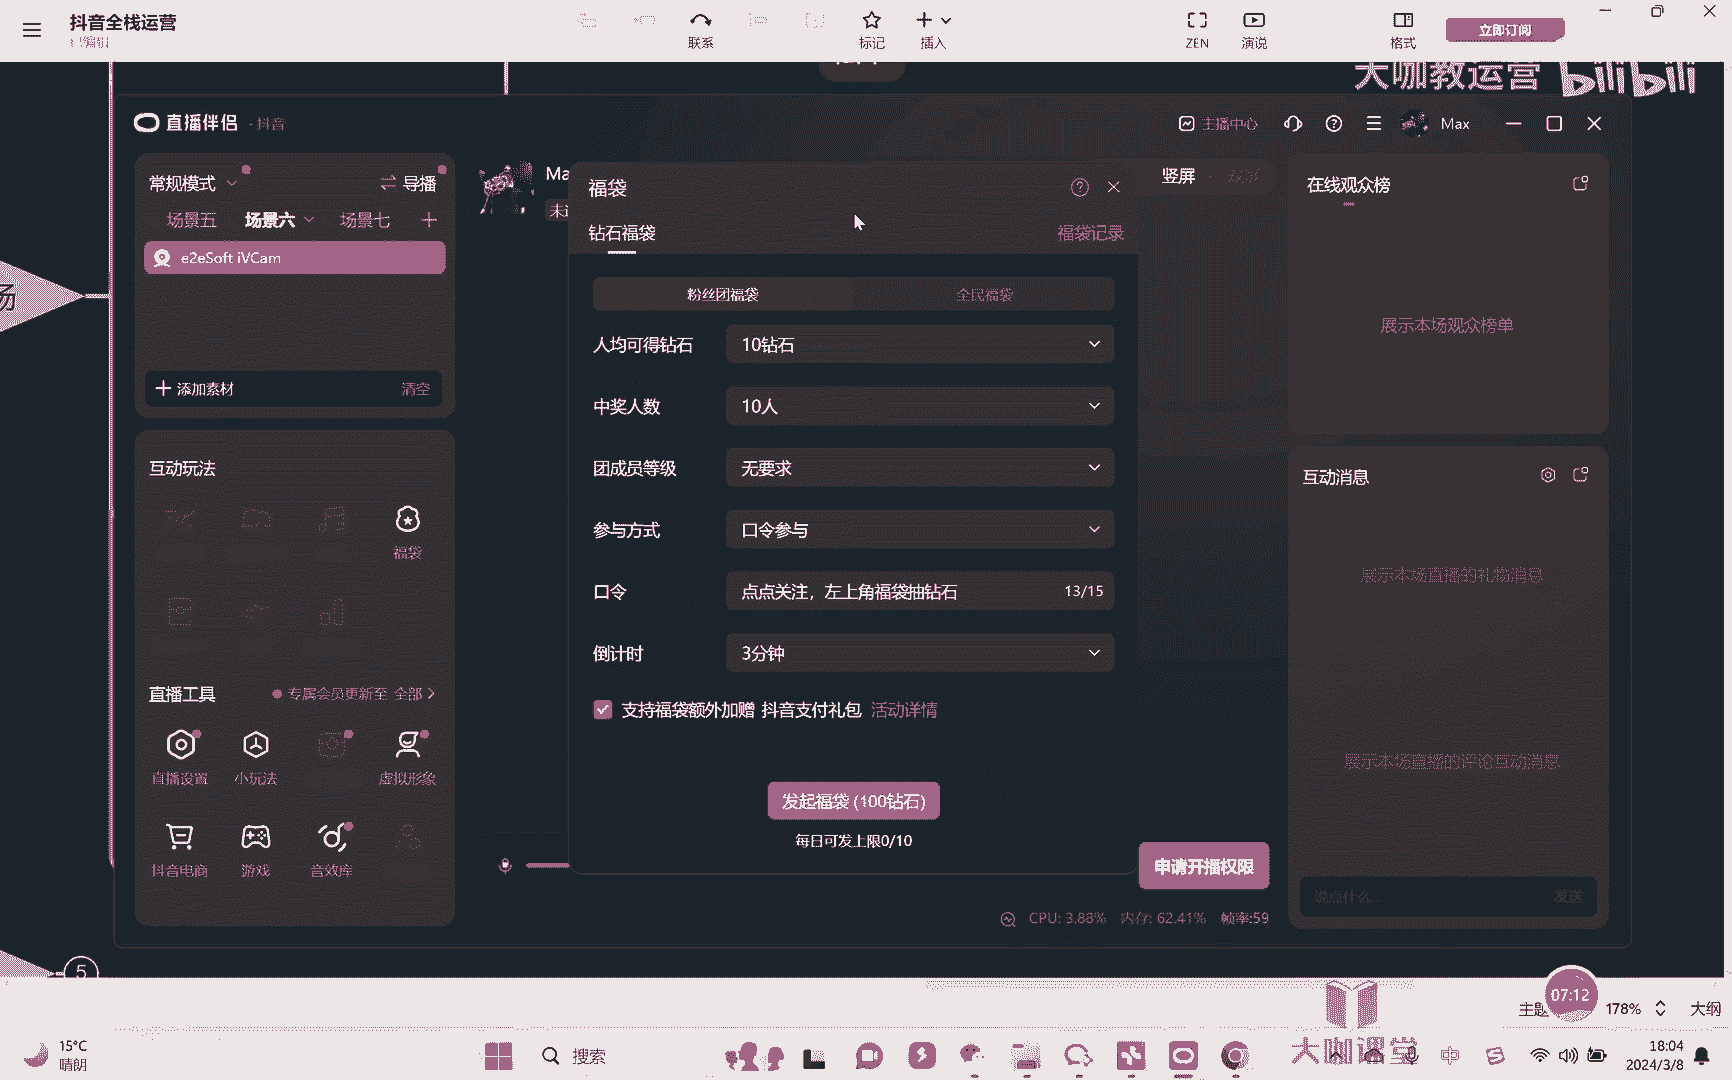 抖音全栈运营
已编辑
联系
标记
插入
ZEN
演说
格式
立即订阅
大咖教运营 bilibili
直播伴侣 · 抖音
主播中心
Max
常规模式
导播
场景五
场景六
场景七
e2eSoft iVCam
添加素材
清空
互动玩法
福袋
直播工具
专属会员更新至 全部
直播设置
小玩法
虚拟形象
抖音电商
游戏
音效库
Ma
未
福袋
钻石福袋
福袋记录
粉丝团福袋
全民福袋
人均可得钻石
10钻石
中奖人数
10人
团成员等级
无要求
参与方式
口令参与
口令
点点关注，左上角福袋抽钻石
13/15
倒计时
3分钟
支持福袋额外加赠 抖音支付礼包 活动详情
发起福袋 (100钻石)
每日可发上限0/10
竖屏
申请开播权限
CPU: 3.88% 内存: 62.41% 帧率:59
在线观众榜
展示本场观众榜单
互动消息
展示本场直播的礼物消息
展示本场直播的评论互动消息
说点什么...
发送
场
5
主题
07:12
178%
大纲
15°C
晴朗
搜索
大咖课堂
中
18:04
2024/3/8